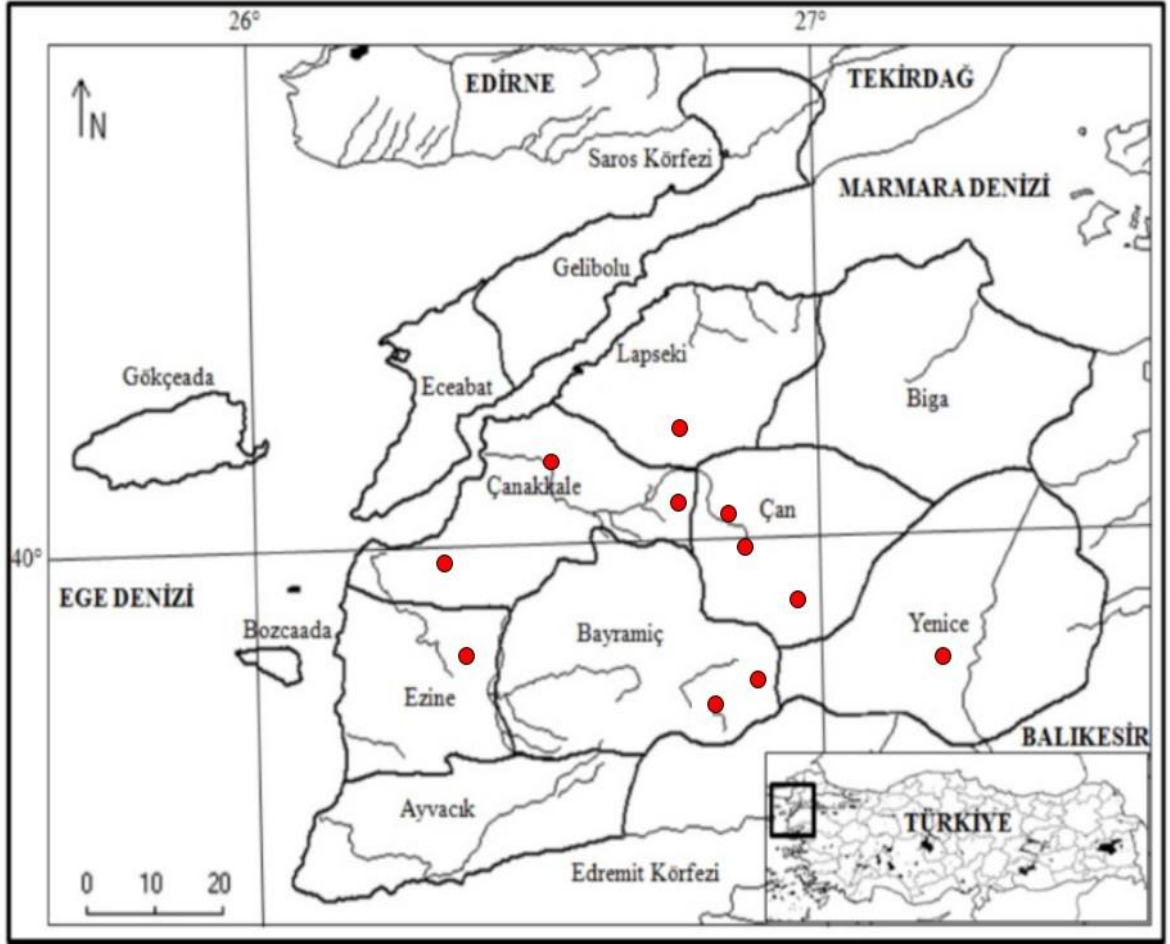 26°
27°
EDİRNE
TEKİRDAĞ
N
Saros Körfezi
MARMARA DENİZİ
Gelibolu
Lapseki
Gökçeada
Eceabat
Biga
Çanakkale
Çan
40°
EGE DENİZİ
Bozcaada
Bayramiç
Yenice
Ezine
BALIKESİR
Ayvacık
TÜRKİYE
Edremit Körfezi
0 10 20